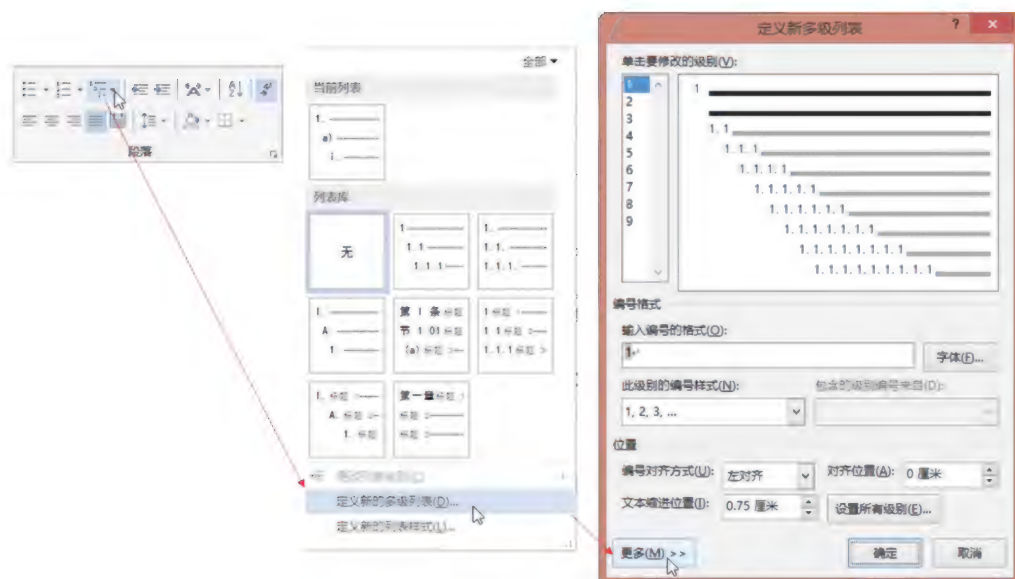 段落
全部
当前列表
1.
a)
i.
列表库
无
1
1.1
1.1.1
1.
1.1.
1.1.1.
I.
A
1
第 I 条 标题
节 1.01 标题
(a) 标题 3
1 标题 1
1.1 标题 2
1.1.1 标题 3
I. 标题 1
A. 标题 2
1. 标题
第一章 标题 1
标题 2
标题 3
定义新的多级列表(D)...
定义新的列表样式(L)...
定义新多级列表
?
×
单击要修改的级别(V):
1
2
3
4
5
6
7
8
9
1
1.1
1.1.1
1.1.1.1
1.1.1.1.1
1.1.1.1.1.1
1.1.1.1.1.1.1
1.1.1.1.1.1.1.1
1.1.1.1.1.1.1.1.1
编号格式
输入编号的格式(O):
1
字体(F)...
此级别的编号样式(N):
包含的级别编号来自(D):
1, 2, 3, ...
位置
编号对齐方式(U):
左对齐
对齐位置(A):
0 厘米
文本缩进位置(I):
0.75 厘米
设置所有级别(E)...
更多(M) >>
确定
取消